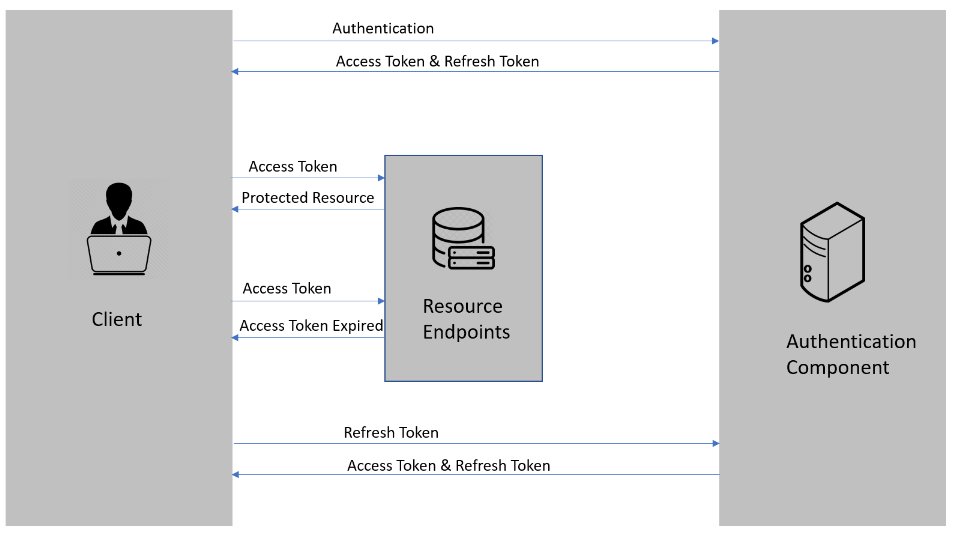 Authentication
Access Token & Refresh Token
Access Token
Protected Resource
Access Token
Access Token Expired
Client
Resource
Endpoints
Authentication
Component
Refresh Token
Access Token & Refresh Token